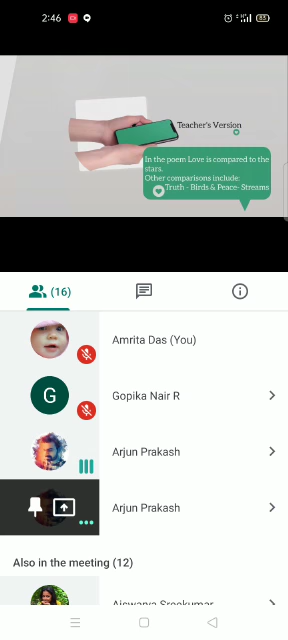 2:46
83
Teacher's Version
In the poem Love is compared to the
stars.
Other comparisons include:
Truth - Birds & Peace- Streams
(16)
Amrita Das (You)
G
Gopika Nair R
Arjun Prakash
Arjun Prakash
Also in the meeting (12)
Aiswarya Sreekumar